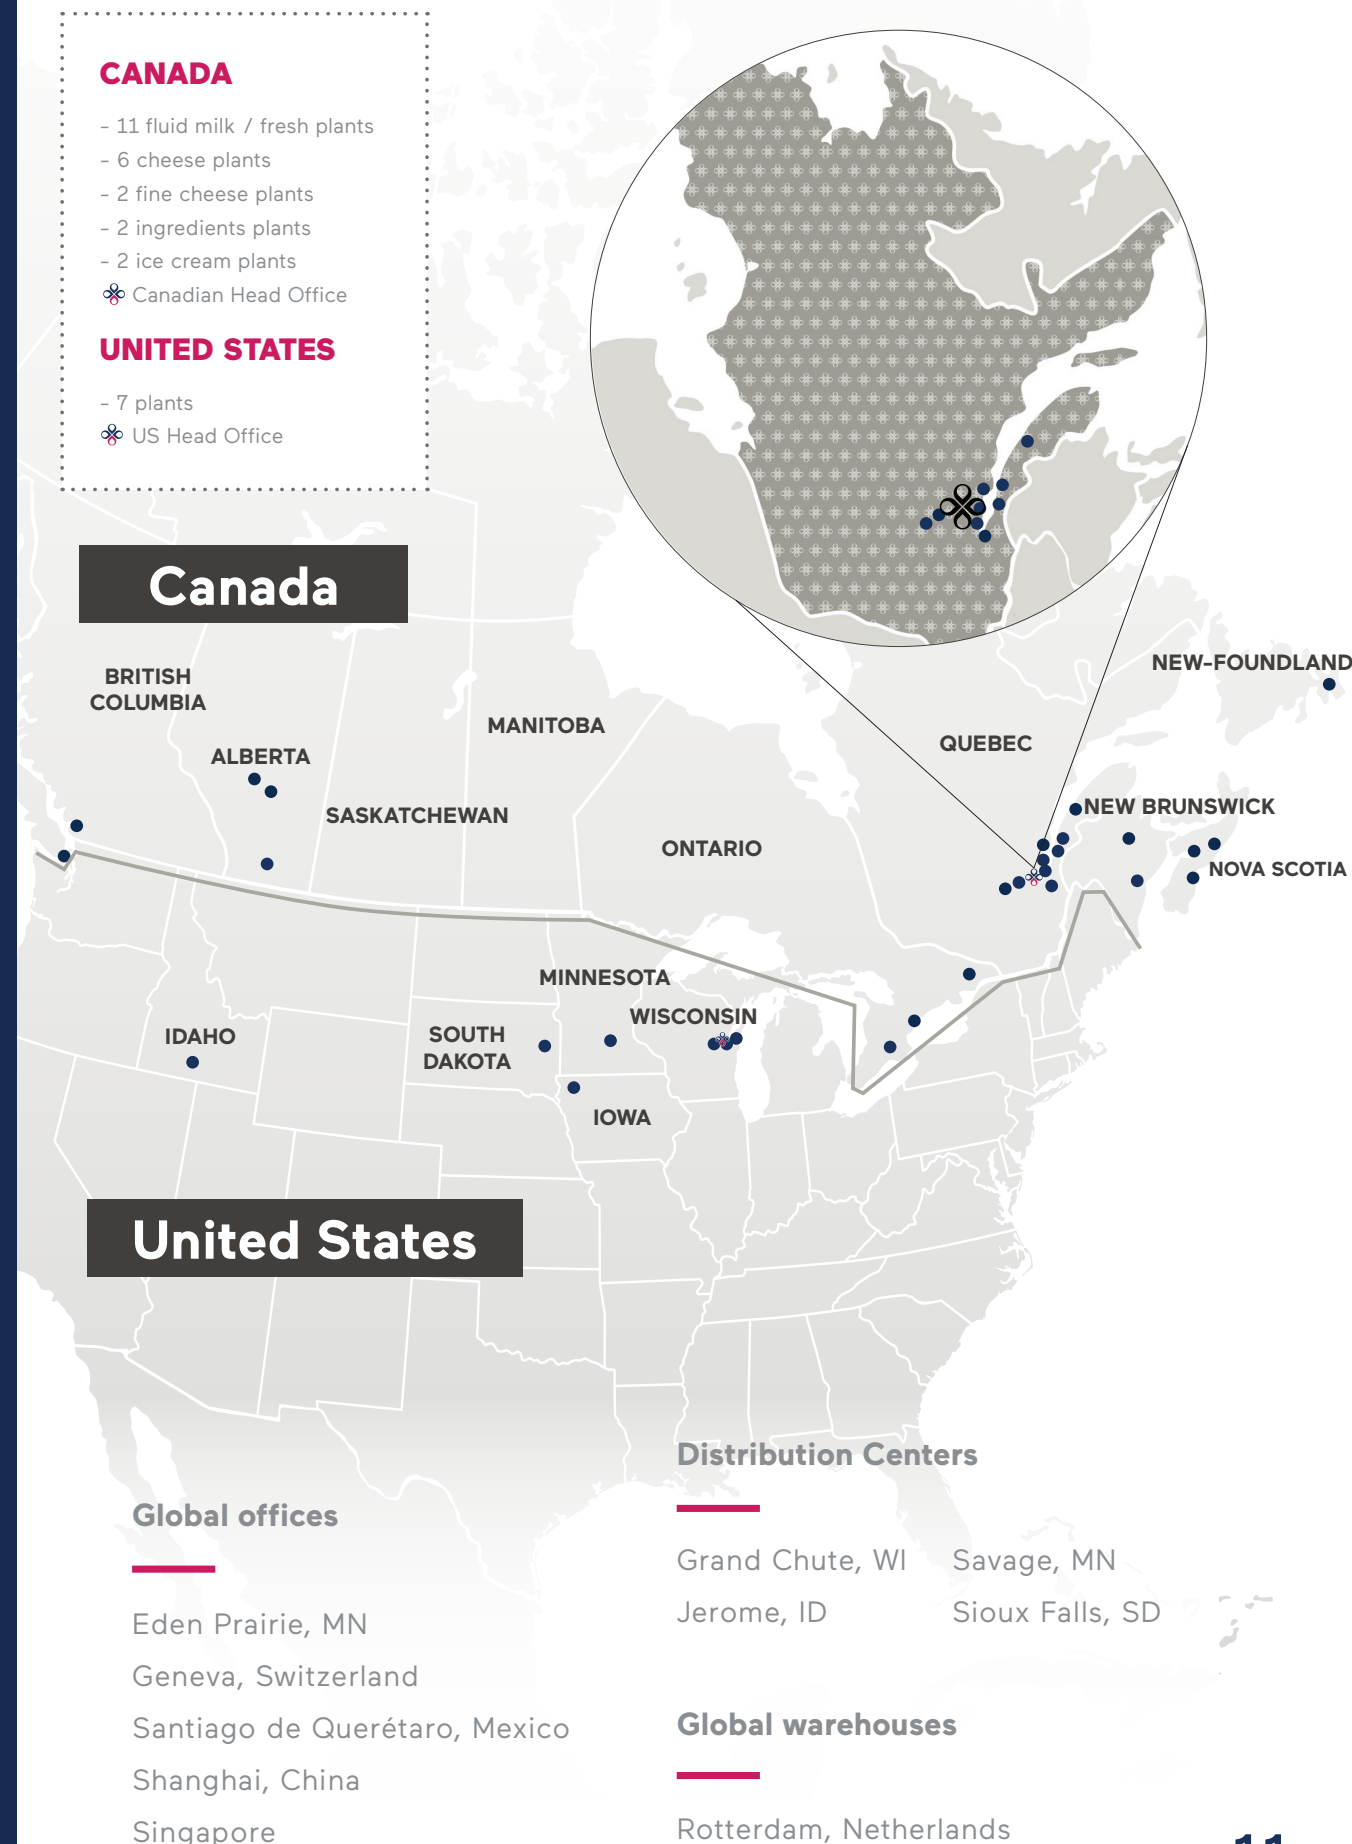 CANADA
- 11 fluid milk / fresh plants
- 6 cheese plants
- 2 fine cheese plants
- 2 ingredients plants
- 2 ice cream plants
Canadian Head Office
UNITED STATES
- 7 plants
US Head Office
Canada
BRITISH
COLUMBIA
ALBERTA
SASKATCHEWAN
MANITOBA
ONTARIO
QUEBEC
NEW-FOUNDLAND
NEW BRUNSWICK
NOVA SCOTIA
MINNESOTA
WISCONSIN
IDAHO
SOUTH
DAKOTA
IOWA
United States
Global offices
Eden Prairie, MN
Geneva, Switzerland
Santiago de Querétaro, Mexico
Shanghai, China
Singapore
Distribution Centers
Grand Chute, WI
Jerome, ID
Savage, MN
Sioux Falls, SD
Global warehouses
Rotterdam, Netherlands
11